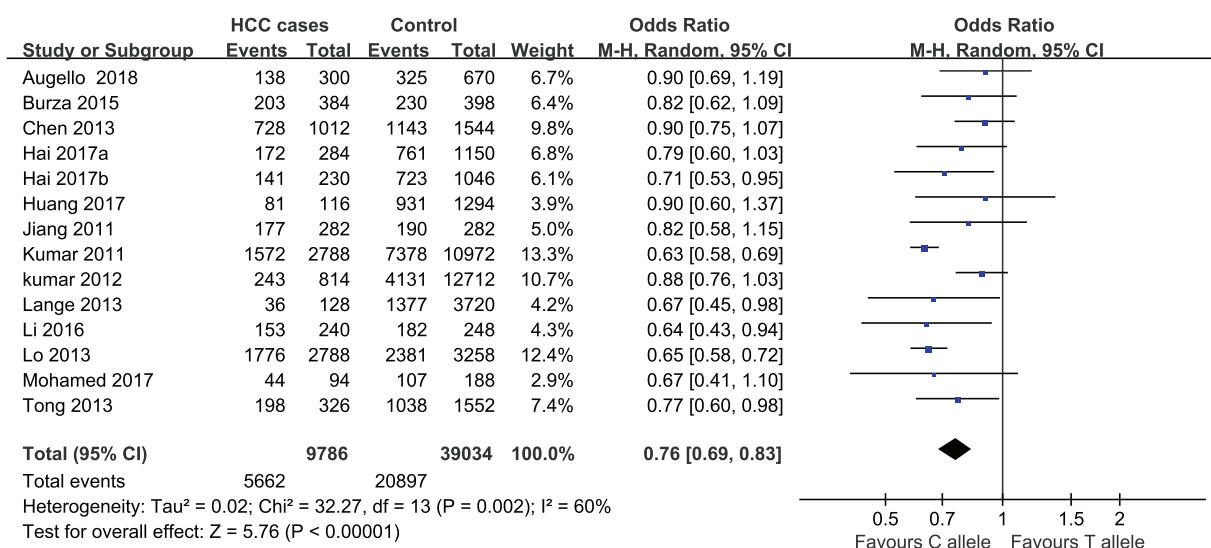 HCC cases Control Odds Ratio Odds Ratio
Study or Subgroup Events Total Events Total Weight M-H, Random, 95% CI M-H, Random, 95% CI
Augello 2018 138 300 325 670 6.7% 0.90 [0.69, 1.19]
Burza 2015 203 384 230 398 6.4% 0.82 [0.62, 1.09]
Chen 2013 728 1012 1143 1544 9.8% 0.90 [0.75, 1.07]
Hai 2017a 172 284 761 1150 6.8% 0.79 [0.60, 1.03]
Hai 2017b 141 230 723 1046 6.1% 0.71 [0.53, 0.95]
Huang 2017 81 116 931 1294 3.9% 0.90 [0.60, 1.37]
Jiang 2011 177 282 190 282 5.0% 0.82 [0.58, 1.15]
Kumar 2011 1572 2788 7378 10972 13.3% 0.63 [0.58, 0.69]
kumar 2012 243 814 4131 12712 10.7% 0.88 [0.76, 1.03]
Lange 2013 36 128 1377 3720 4.2% 0.67 [0.45, 0.98]
Li 2016 153 240 182 248 4.3% 0.64 [0.43, 0.94]
Lo 2013 1776 2788 2381 3258 12.4% 0.65 [0.58, 0.72]
Mohamed 2017 44 94 107 188 2.9% 0.67 [0.41, 1.10]
Tong 2013 198 326 1038 1552 7.4% 0.77 [0.60, 0.98]
Total (95% CI) 9786 39034 100.0% 0.76 [0.69, 0.83]
Total events 5662 20897
Heterogeneity: Tau² = 0.02; Chi² = 32.27, df = 13 (P = 0.002); I² = 60%
Test for overall effect: Z = 5.76 (P < 0.00001)
0.5 0.7 1 1.5 2
Favours C allele Favours T allele